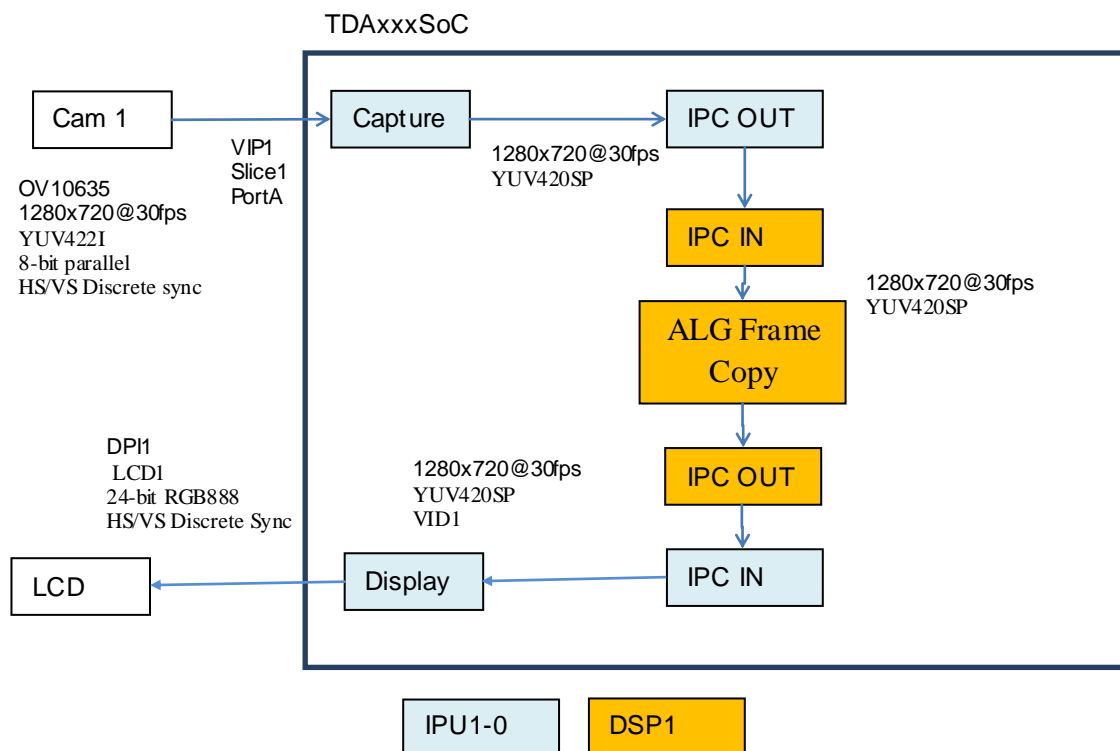 TDAxxxSoC
Cam 1
Capture
IPC OUT
VIP1
Slice1
PortA
1280x720@30fps
YUV420SP
OV10635
1280x720@30fps
YUV422I
8-bit parallel
HS/VS Discrete sync
IPC IN
1280x720@30fps
YUV420SP
ALG Frame
Copy
DPI1
LCD1
24-bit RGB888
HS/VS Discrete Sync
1280x720@30fps
YUV420SP
VID1
IPC OUT
LCD
Display
IPC IN
IPU1-0
DSP1